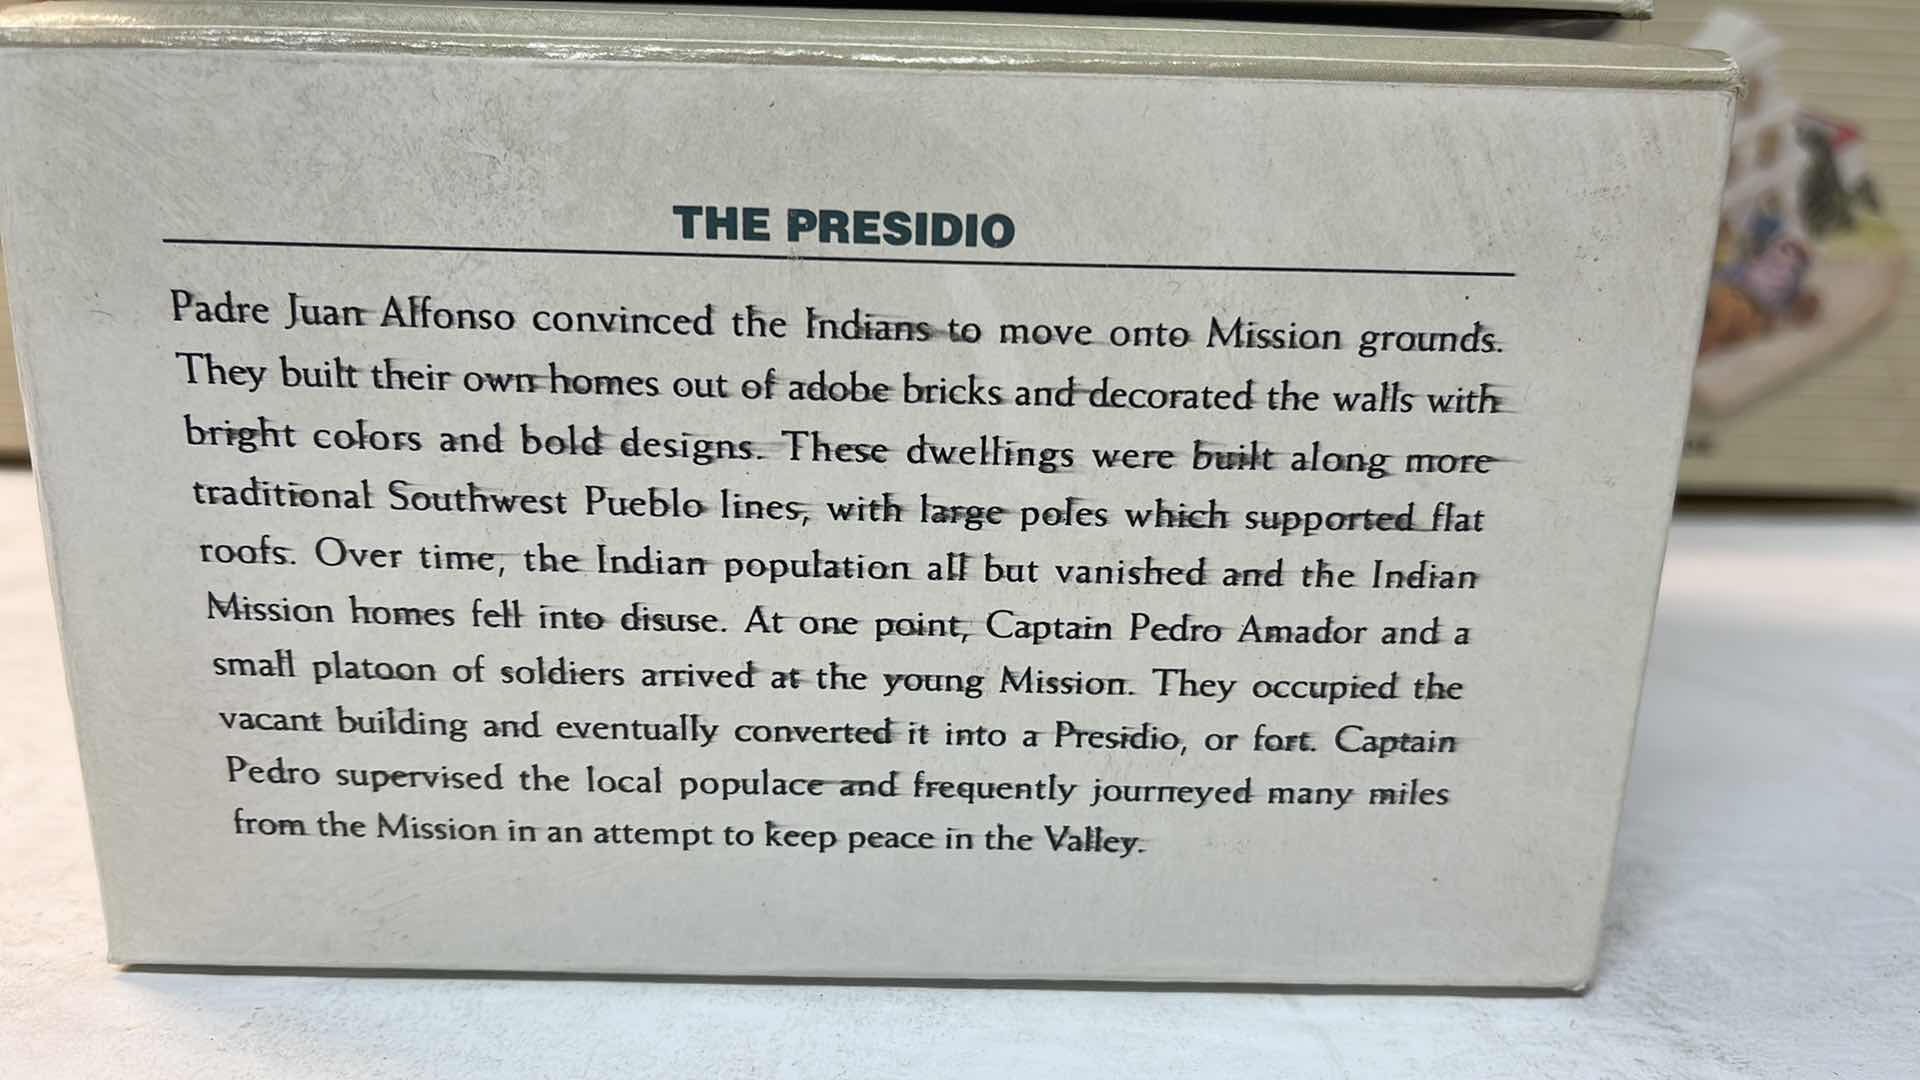 THE PRESIDIO
Padre Juan Alfonso convinced the Indians to move onto Mission grounds.
They built their own homes out of adobe bricks and decorated the walls with
bright colors and bold designs. These dwellings were built along more
traditional Southwest Pueblo lines, with large poles which supported flat
roofs. Over time, the Indian population all but vanished and the Indian
Mission homes fell into disuse. At one point, Captain Pedro Amador and a
small platoon of soldiers arrived at the young Mission. They occupied the
vacant building and eventually converted it into a Presidio, or fort. Captain
Pedro supervised the local populace and frequently journeyed many miles
from the Mission in an attempt to keep peace in the Valley.